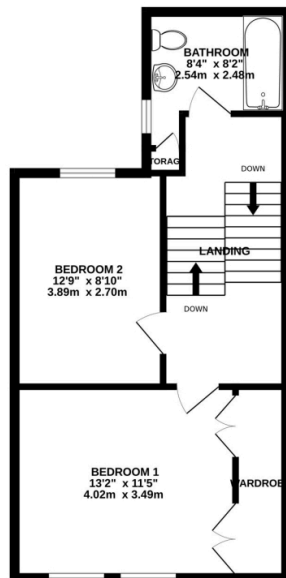 BATHROOM
8'4" x 8'2"
2.54m x 2.48m
TORAG
DOWN
LANDING
DOWN
BEDROOM 2
12'9" x 8'10"
3.89m x 2.70m
BEDROOM 1
13'2" x 11'5"
4.02m x 3.49m
WARDROB